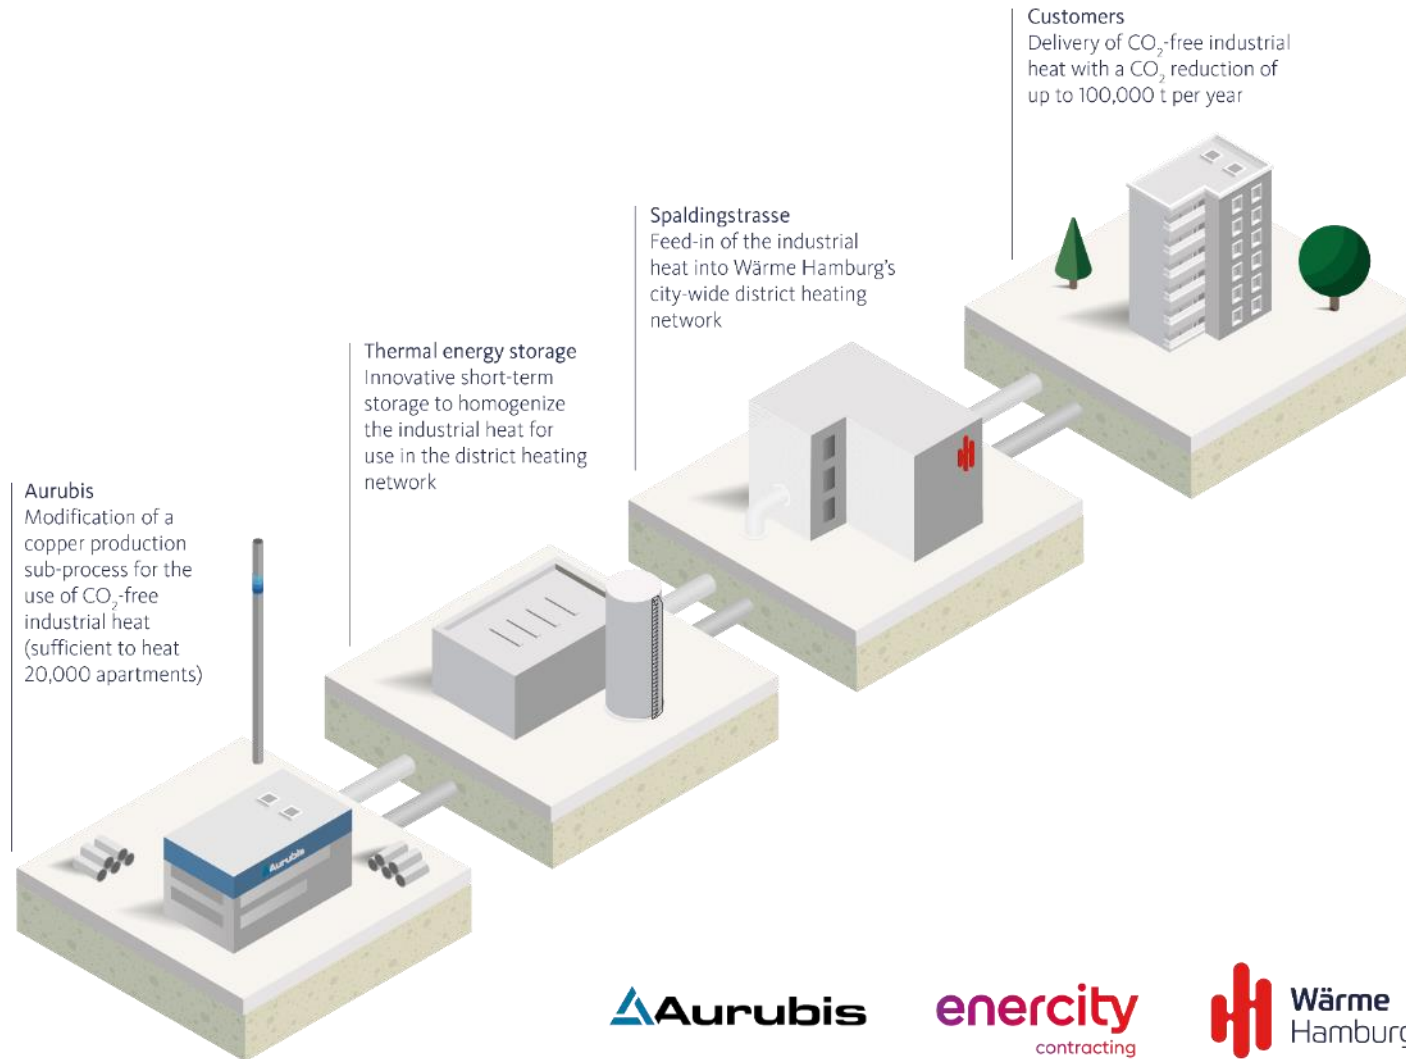 Customers
Delivery of CO₂-free industrial
heat with a CO₂ reduction of
up to 100,000 t per year
Spaldingstrasse
Feed-in of the industrial
heat into Wärme Hamburg's
city-wide district heating
network
Thermal energy storage
Innovative short-term
storage to homogenize
the industrial heat for
use in the district heating
network
Aurubis
Modification of a
copper production
sub-process for the
use of CO₂-free
industrial heat
(sufficient to heat
20,000 apartments)
Aurubis
Aurubis
enercity
contracting
Wärme
Hamburg